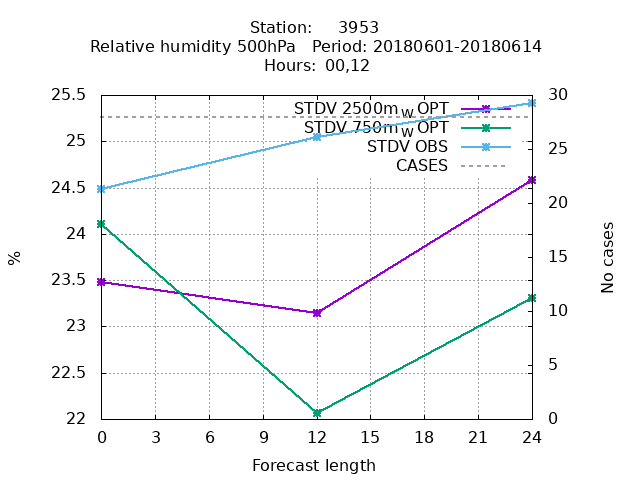 Station:     3953
Relative humidity 500hPa   Period: 20180601-20180614
Hours: 00,12
25.5
25
24.5
24
23.5
23
22.5
22
30
25
20
15
10
5
0
STDV 2500m_W OPT
STDV 750m_W OPT
STDV OBS
CASES
%
No cases
0 3 6 9 12 15 18 21 24
Forecast length